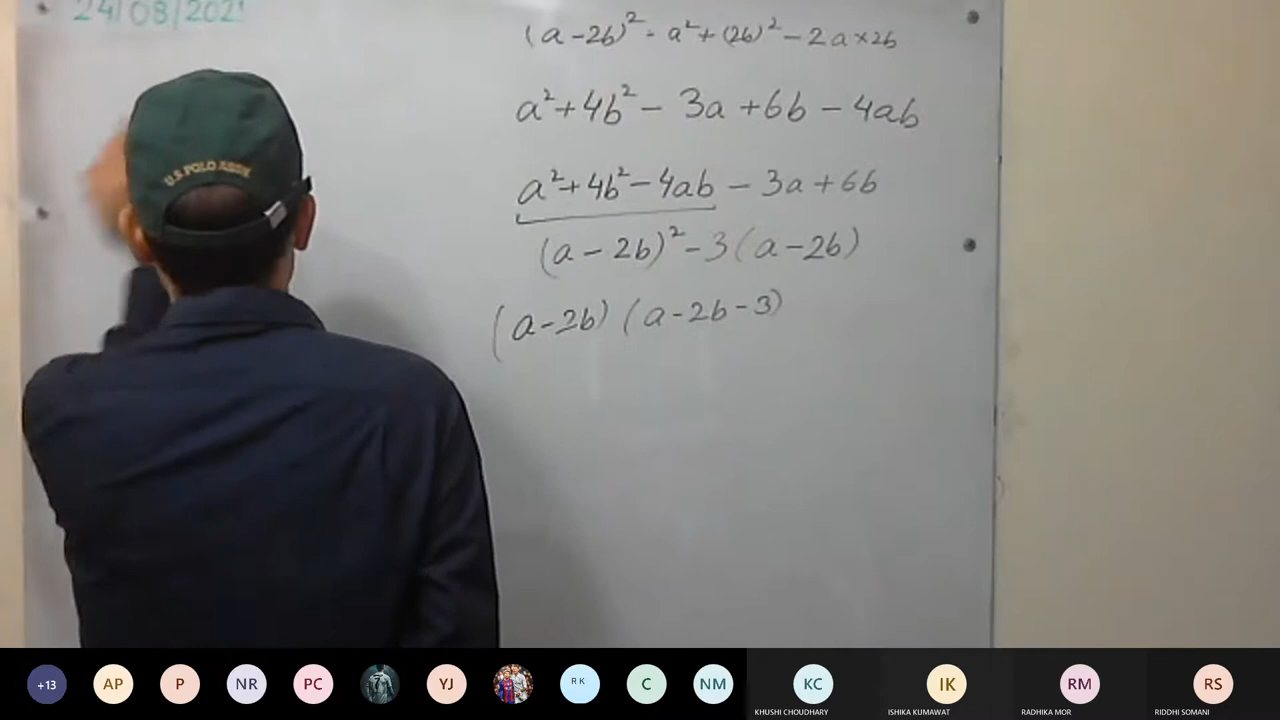 24/08/2021
(a-2b)² = a²+(2b)²-2a×2b
a²+4b²-3a+6b-4ab
U.S. POLO ASSN
a²+4b²-4ab-3a+6b
(a-2b)²-3(a-2b)
(a-2b)(a-2b-3)
+13 AP P NR PC YJ R K C NM KC IK RM RS
KHUSHI CHOUDHARY ISHIKA KUMAWAT RADHIKA MOR RIDDHI SOMANI